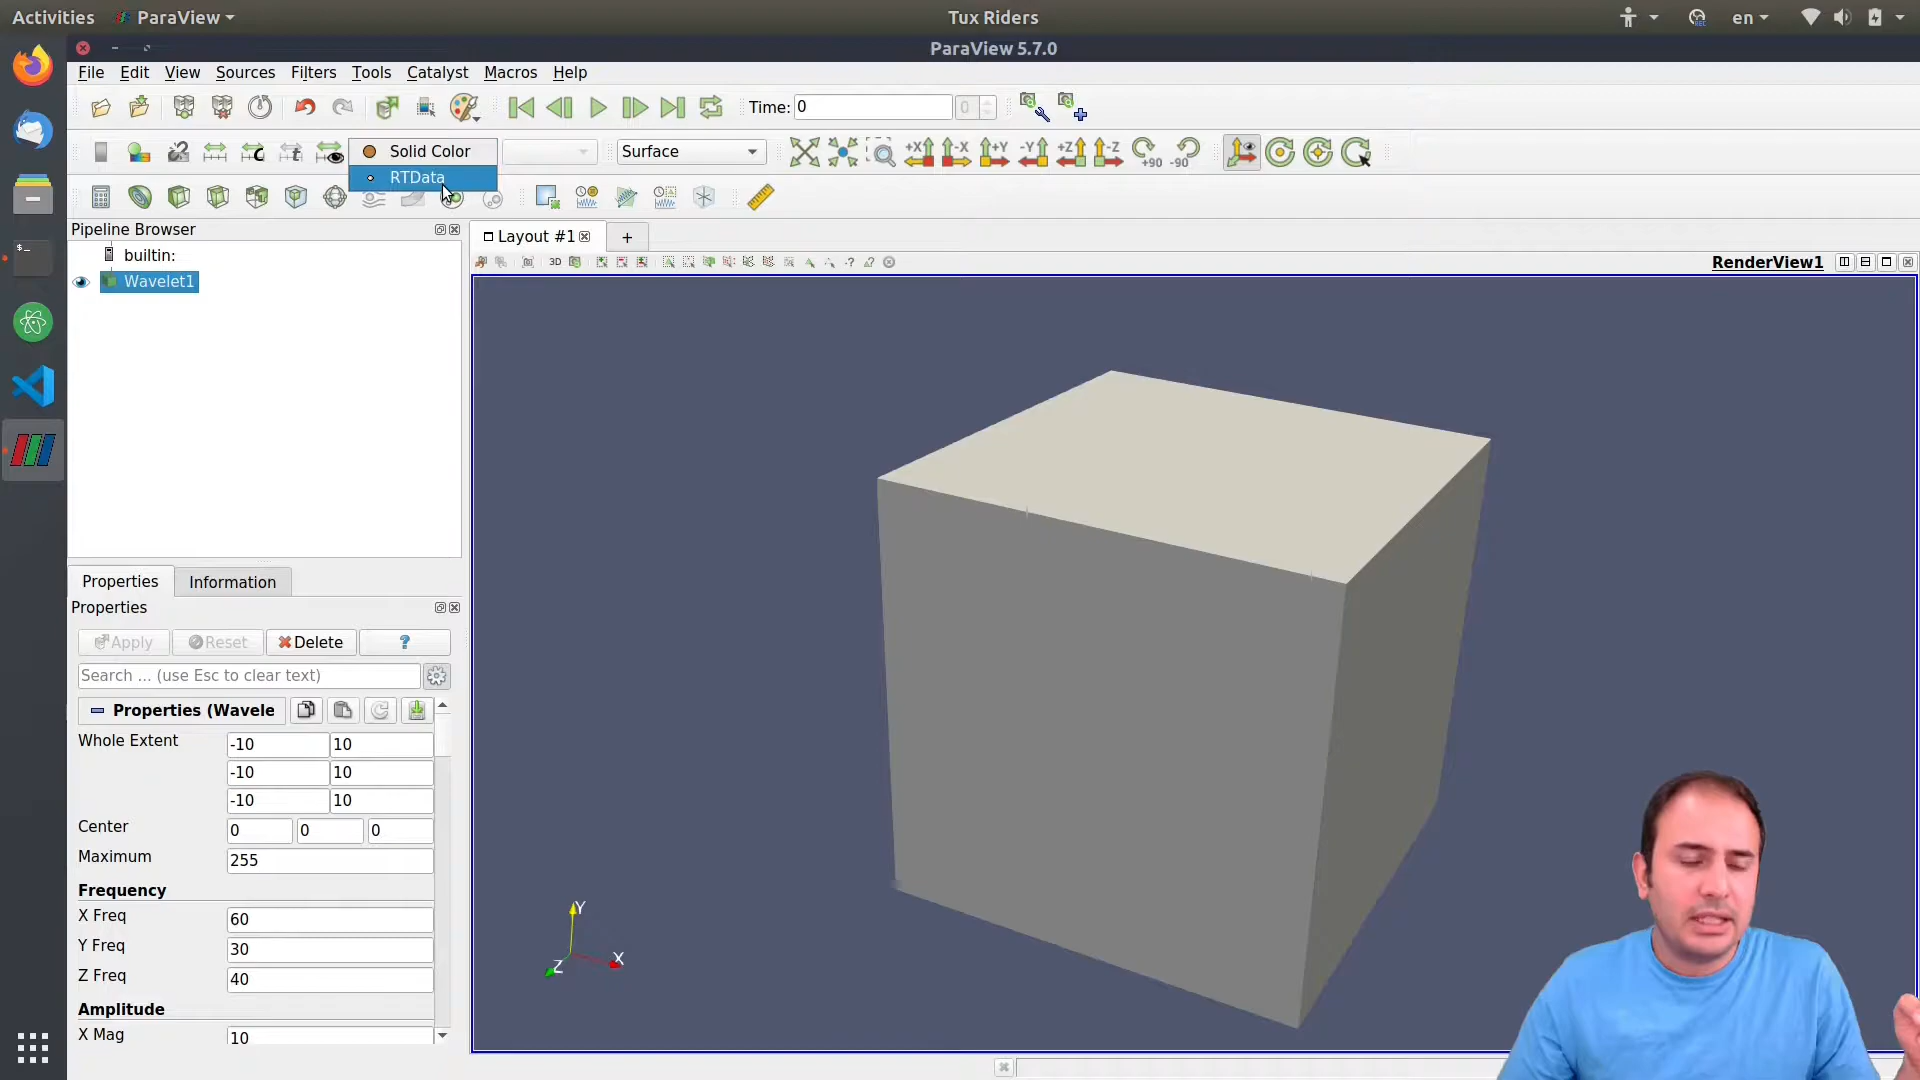 Activities ParaView Tux Riders en
ParaView 5.7.0
File Edit View Sources Filters Tools Catalyst Macros Help
Time: 0 0
Solid Color Surface +X -X +Y -Y +Z -Z +90 -90
RTData
Pipeline Browser
Layout #1 +
builtin:
3D RenderView1
Wavelet1
Properties Information
Properties
Apply Reset Delete ?
Search ... (use Esc to clear text)
Properties (Wavele
Whole Extent -10 10
-10 10
-10 10
Center 0 0 0
Maximum 255
Frequency
X Freq 60
Y Freq 30
Z Freq 40
Amplitude
X Mag 10
Y
X
Z